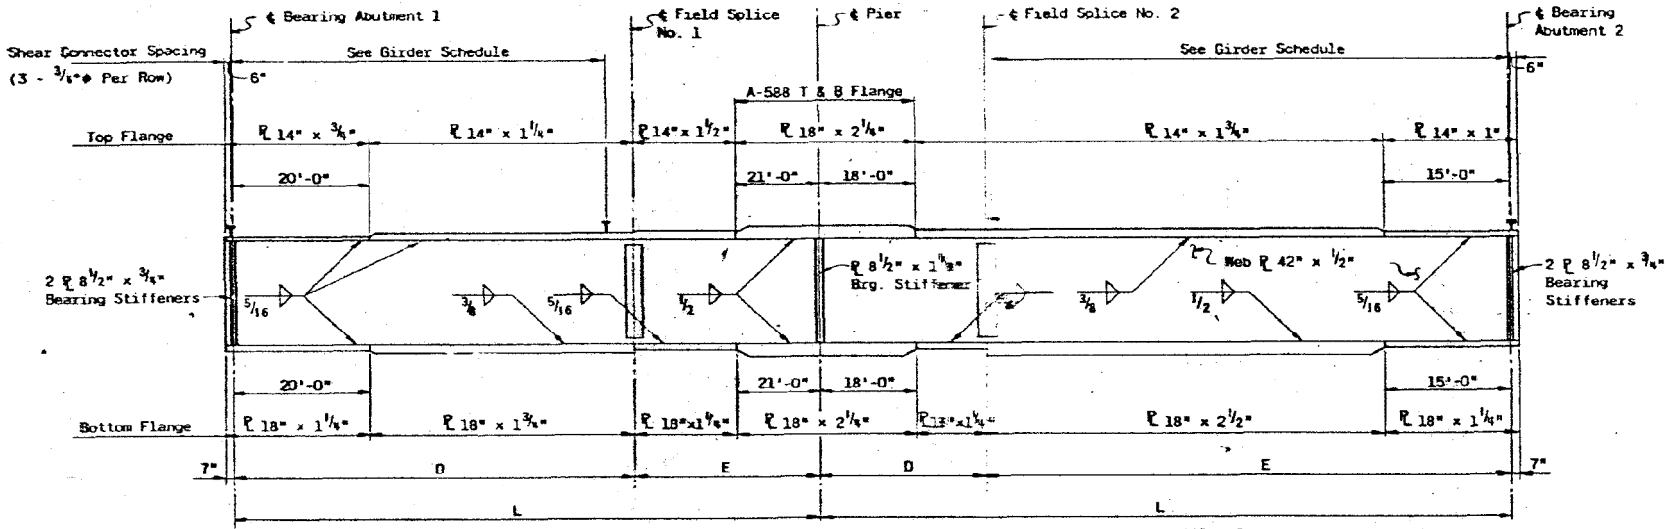 ℄ Bearing Abutment 1
℄ Field Splice
No. 1
℄ Pier
℄ Field Splice No. 2
℄ Bearing
Abutment 2
Shear Connector Spacing
(3 - 3/4"φ Per Row)
See Girder Schedule
See Girder Schedule
6"
6"
A-588 T & B Flange
Top Flange
℞ 14" x 3/4"
℞ 14" x 1 1/4"
℞ 14" x 1 1/2"
℞ 18" x 2 1/4"
℞ 14" x 1 3/4"
℞ 14" x 1"
20'-0"
21'-0"
18'-0"
15'-0"
2 ℞ 8 1/2" x 3/4"
Bearing Stiffeners
5/16
3/8
5/16
1/2
℞ 8 1/2" x
Brg. Stiffener
3/8
Web ℞ 42" x 1/2"
1/2
5/16
2 ℞ 8 1/2" x 3/4"
Bearing
Stiffeners
20'-0"
21'-0"
18'-0"
15'-0"
Bottom Flange
℞ 18" x 1 1/4"
℞ 18" x 1 3/4"
℞ 18" x 1 1/4"
℞ 18" x 2 1/4"
℞ x 1 1/4"
℞ 18" x 2 1/2"
℞ 18" x 1 1/4"
7"
D
E
D
E
7"
L
L